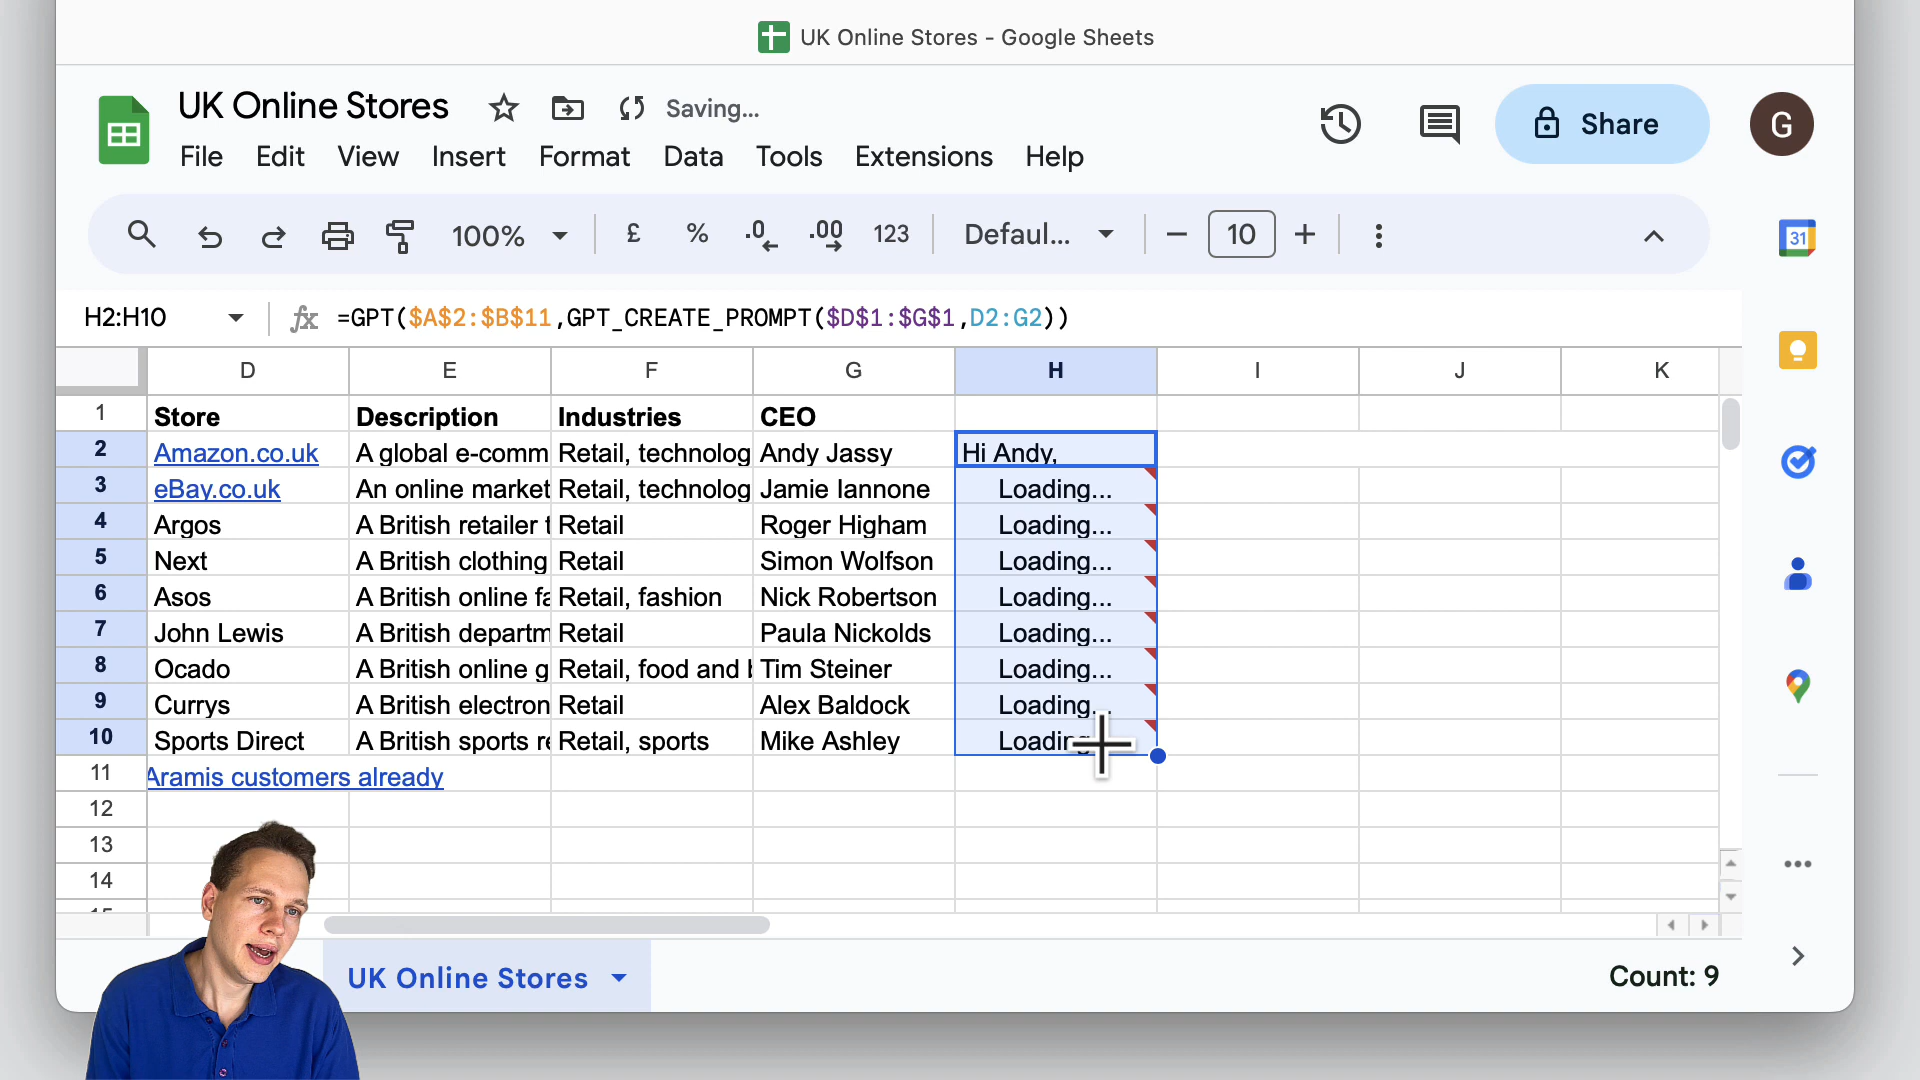 UK Online Stores - Google Sheets
UK Online Stores Saving...
File Edit View Insert Format Data Tools Extensions Help
Share
G
100% £ % .0 .00 123 Defaul... 10
31
H2:H10 fx =GPT($A$2:$B$11,GPT_CREATE_PROMPT($D$1:$G$1,D2:G2))
D E F G H I J K
1 Store Description Industries CEO
2 Amazon.co.uk A global e-comm Retail, technolog Andy Jassy Hi Andy,
3 eBay.co.uk An online market Retail, technolog Jamie Iannone Loading...
4 Argos A British retailer t Retail Roger Higham Loading...
5 Next A British clothing Retail Simon Wolfson Loading...
6 Asos A British online fa Retail, fashion Nick Robertson Loading...
7 John Lewis A British departm Retail Paula Nickolds Loading...
8 Ocado A British online g Retail, food and b Tim Steiner Loading...
9 Currys A British electron Retail Alex Baldock Loading...
10 Sports Direct A British sports re Retail, sports Mike Ashley
11 Aramis customers already
12
13
14
UK Online Stores Count: 9